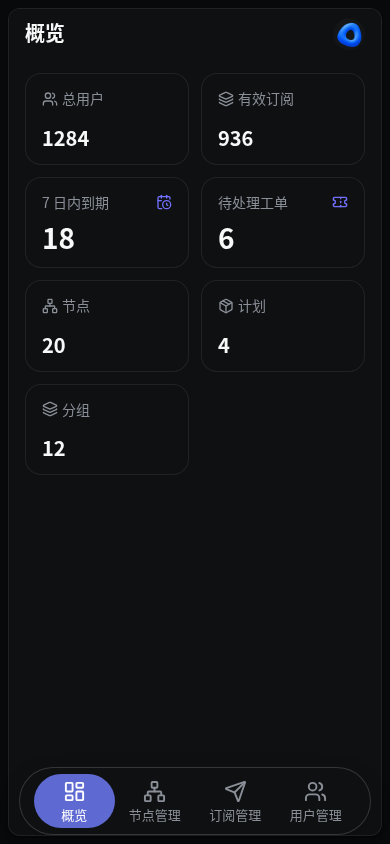 概览
总用户
1284
有效订阅
936
7 日内到期
18
待处理工单
6
节点
20
计划
4
分组
12
概览
节点管理
订阅管理
用户管理